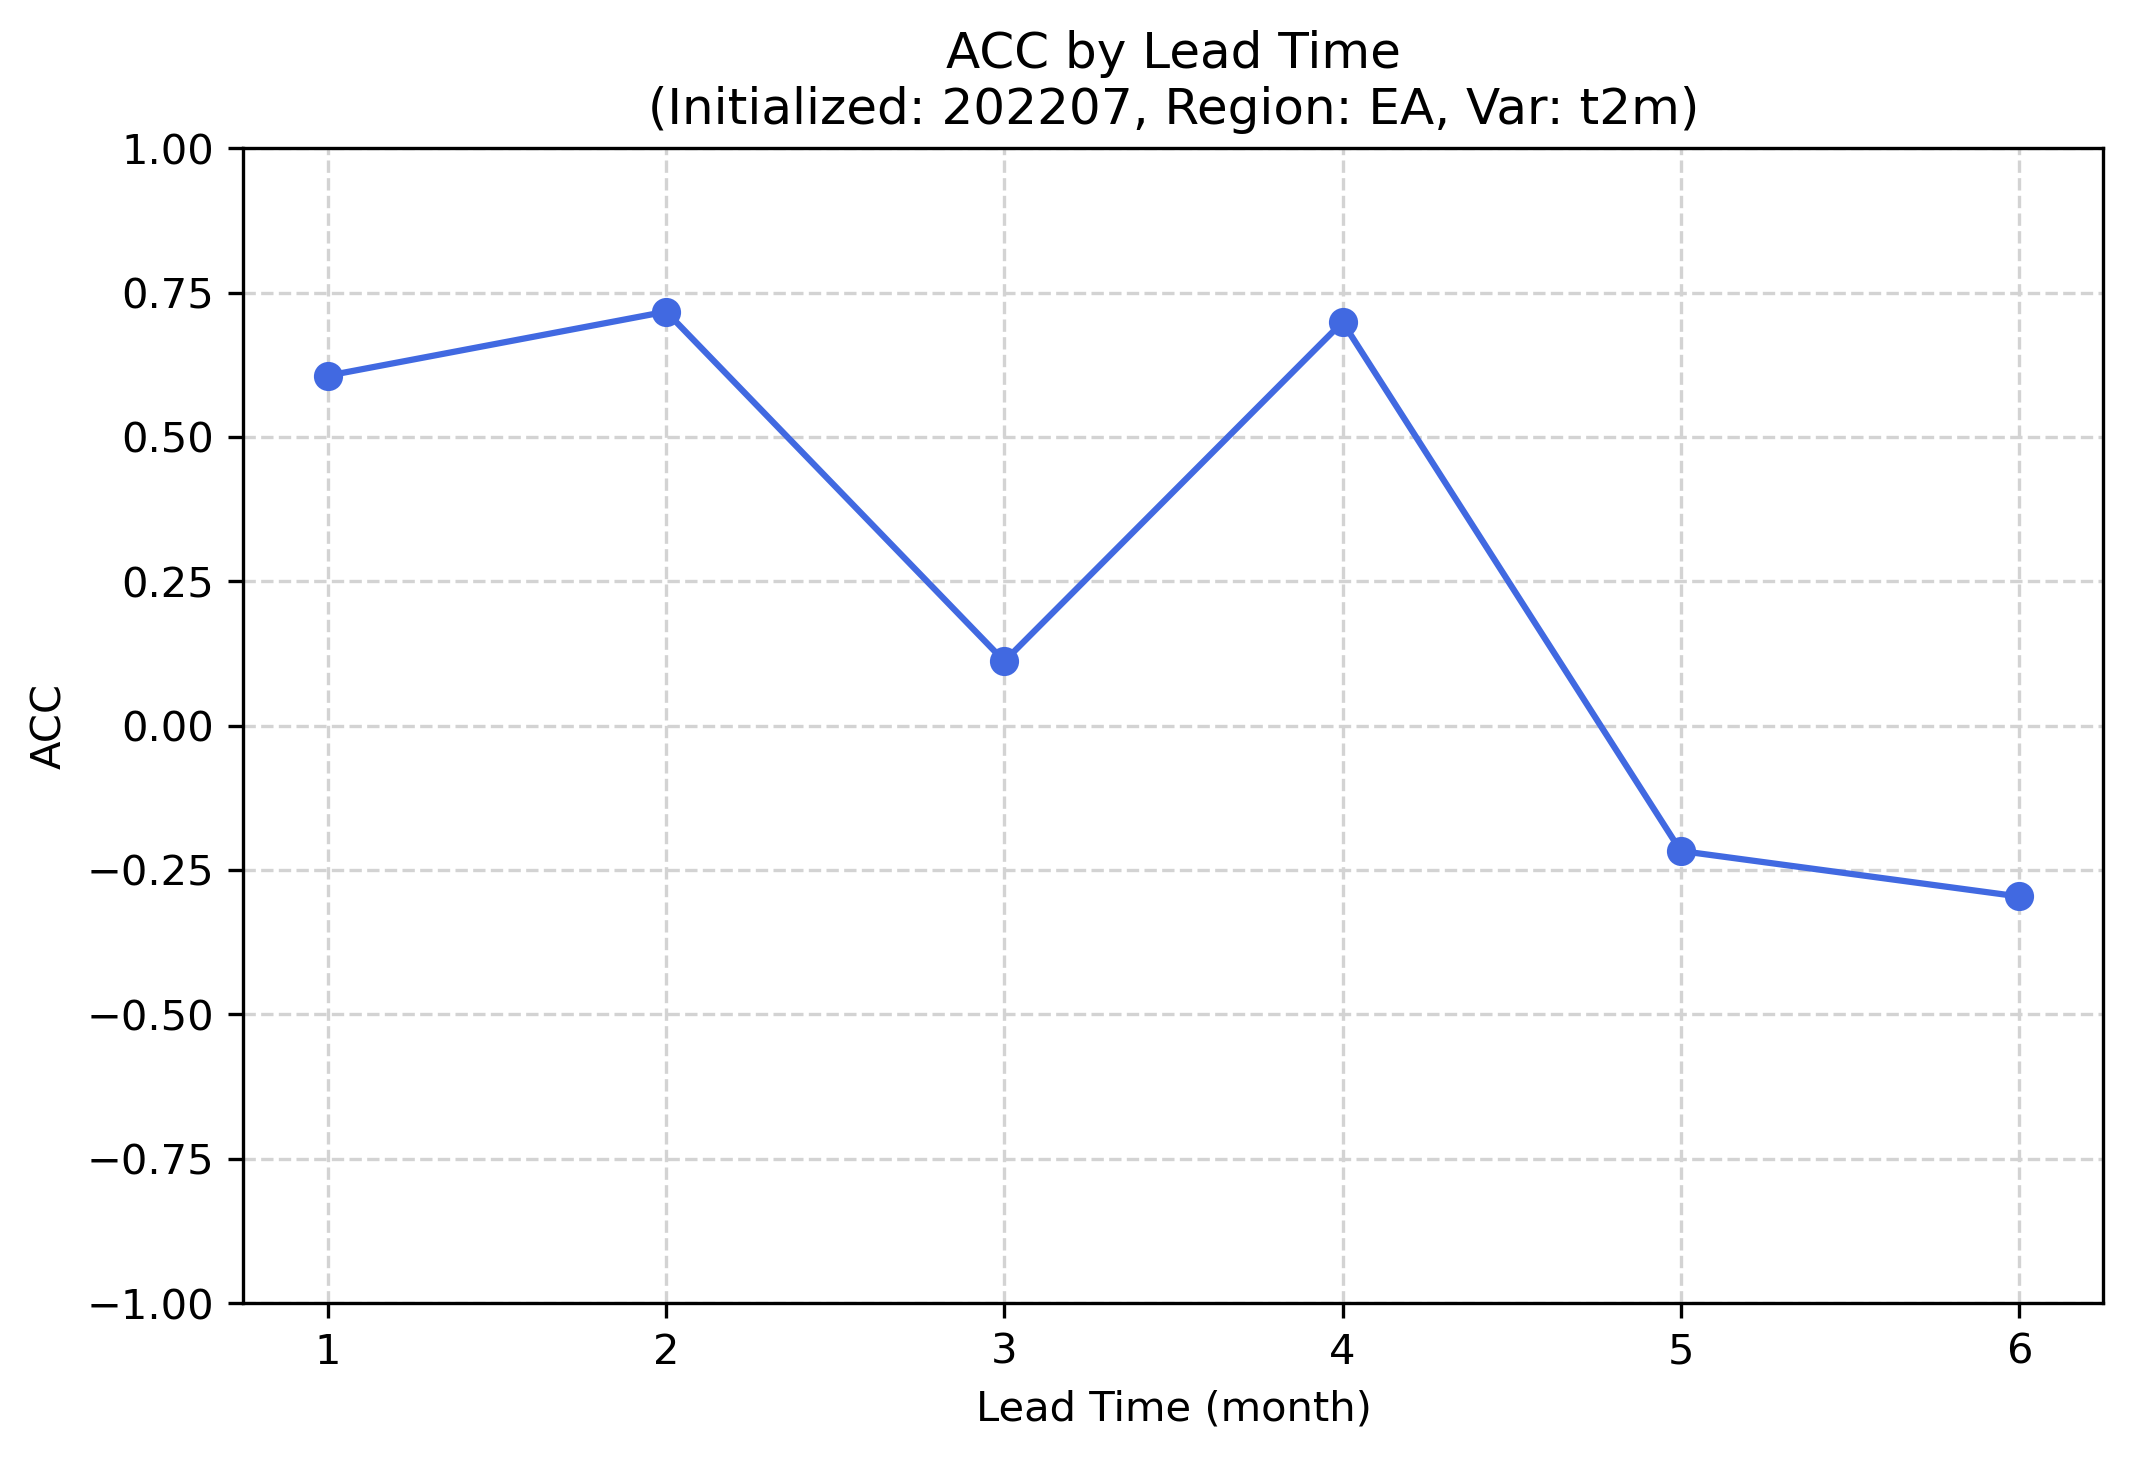 ACC by Lead Time
(Initialized: 202207, Region: EA, Var: t2m)
1.00
0.75
0.50
0.25
0.00
−0.25
−0.50
−0.75
−1.00
ACC
1 2 3 4 5 6
Lead Time (month)